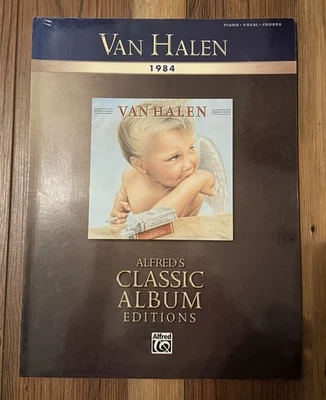 PIANO • VOCAL • CHORDS
VAN HALEN
1984
VAN HALEN
ALFRED'S
CLASSIC
ALBUM
EDITIONS
Alfred